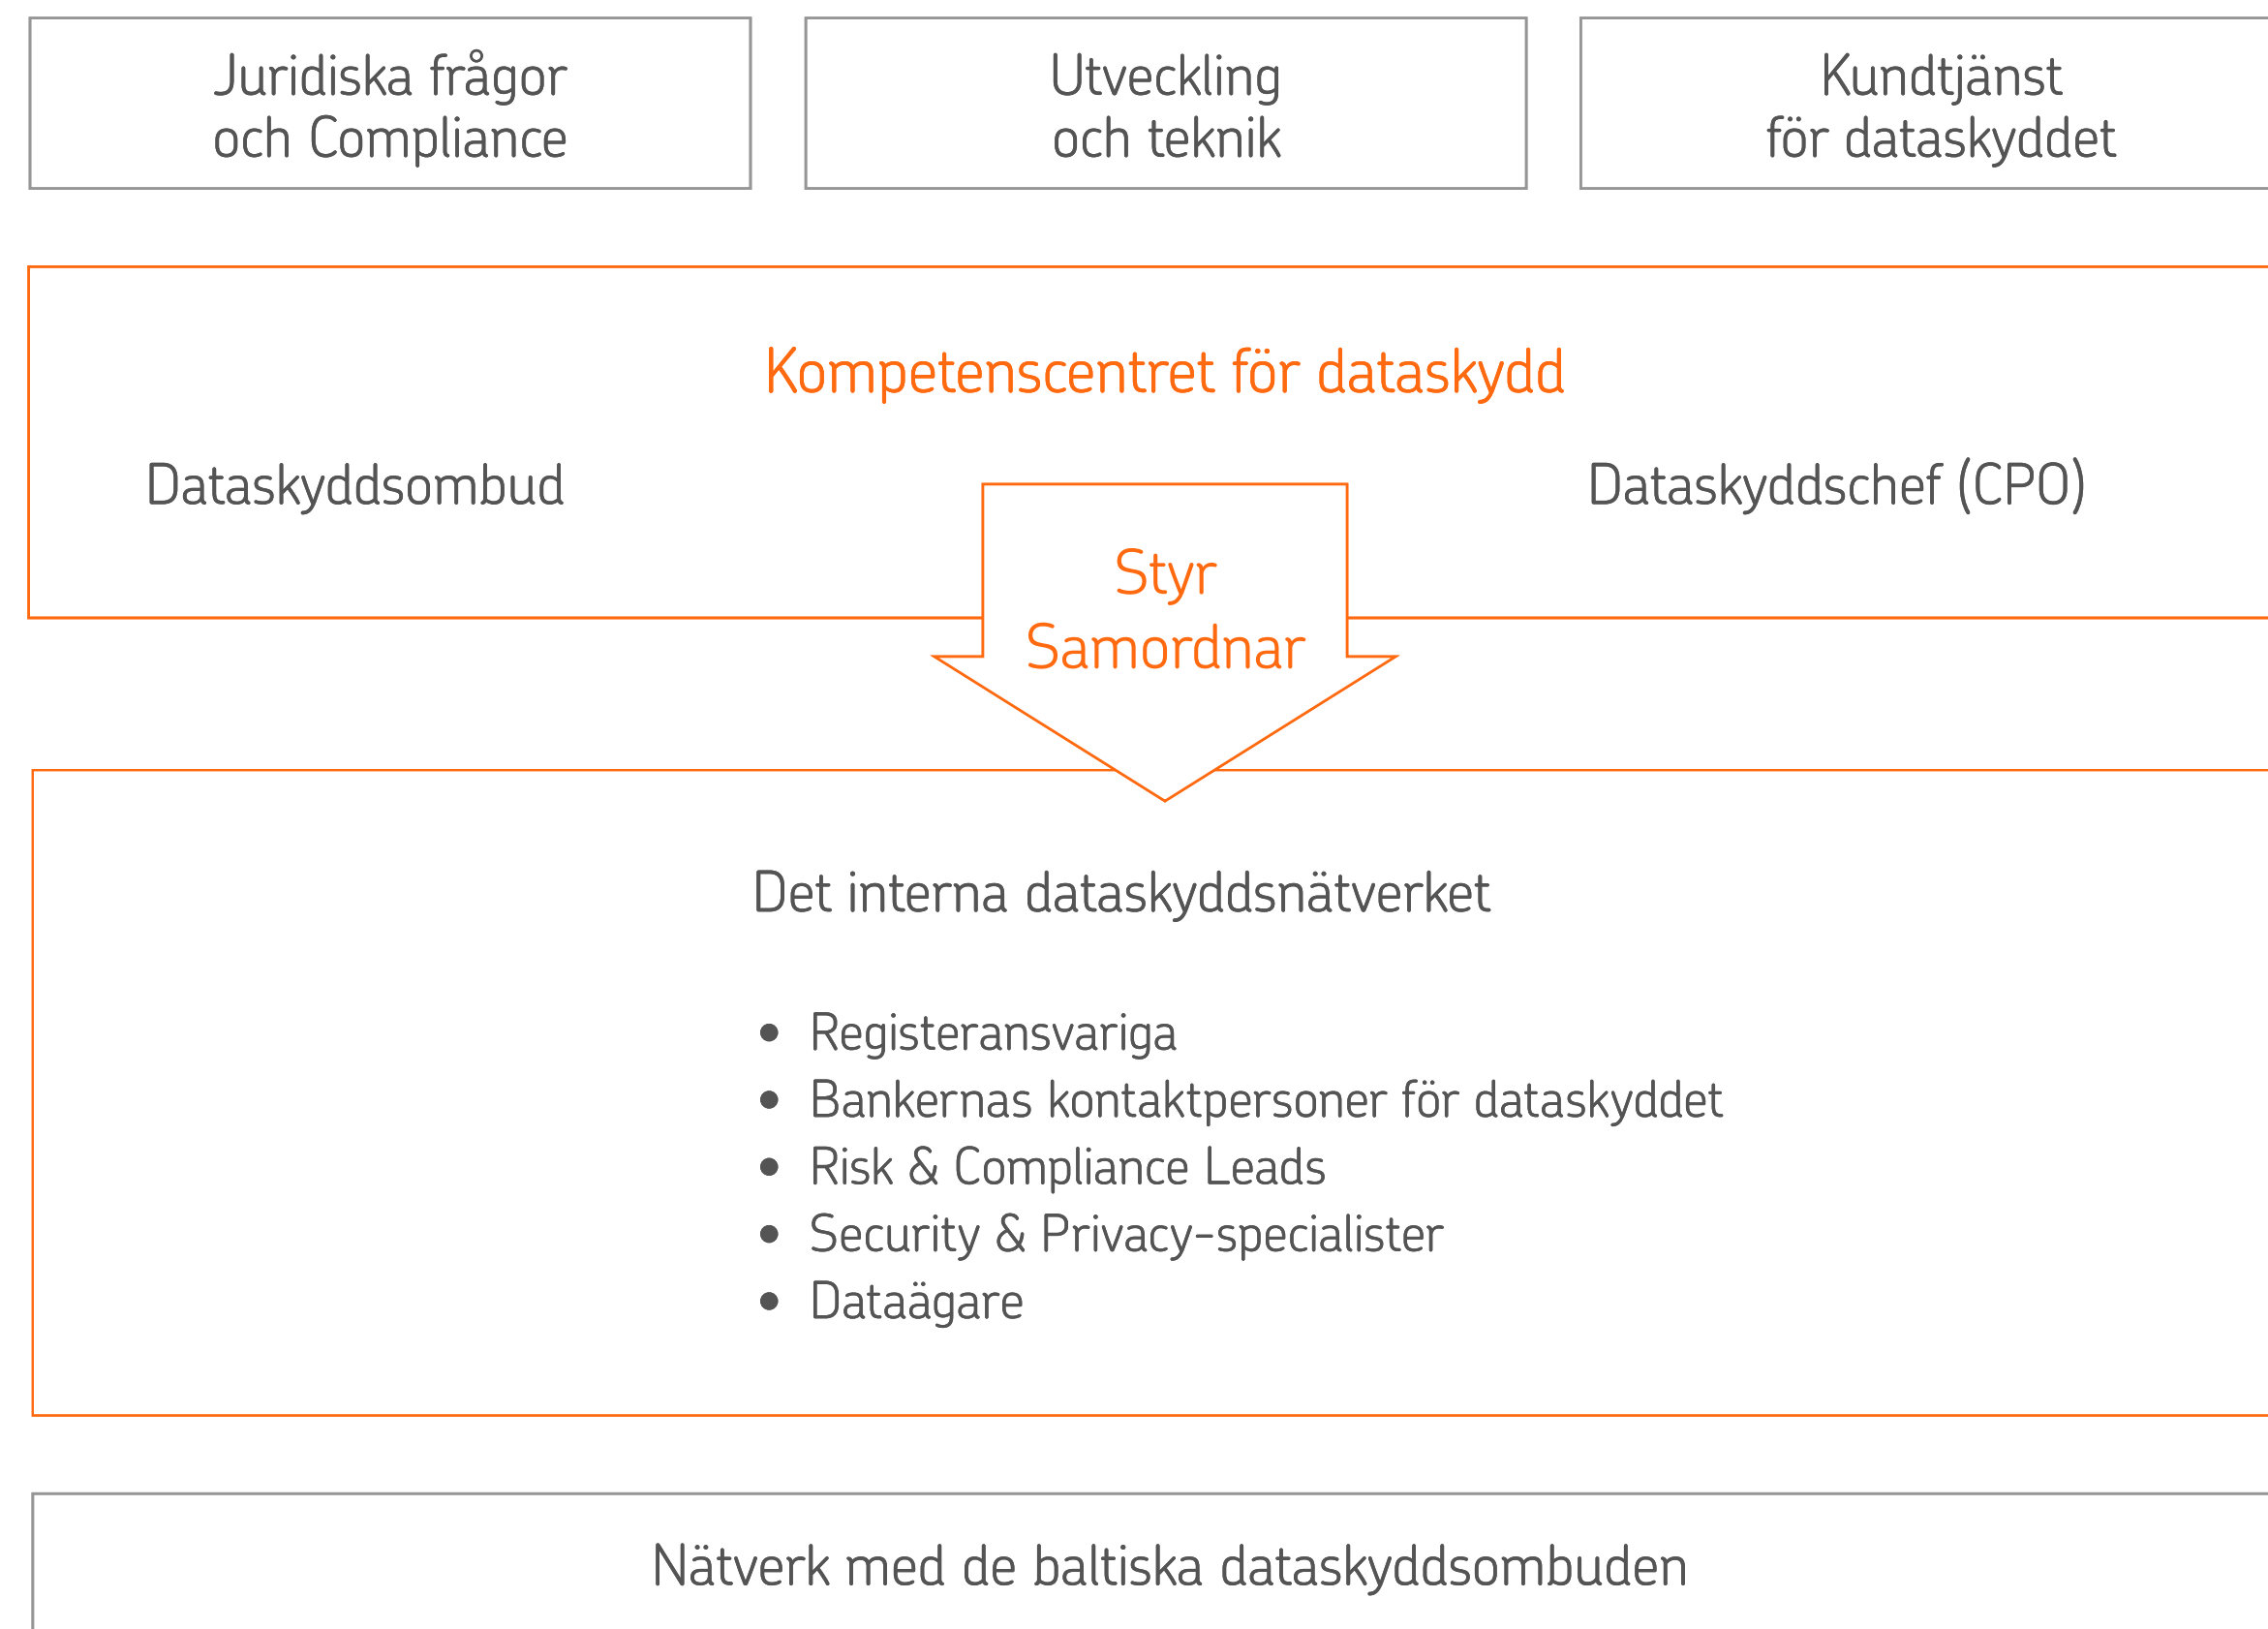 Juridiska frågor
och Compliance
Utveckling
och teknik
Kundtjänst
för dataskyddet
Kompetenscentret för dataskydd
Dataskyddsombud
Dataskyddschef (CPO)
Styr
Samordnar
Det interna dataskyddsnätverket
• Registeransvariga
• Bankernas kontaktpersoner för dataskyddet
• Risk & Compliance Leads
• Security & Privacy-specialister
• Dataägare
Nätverk med de baltiska dataskyddsombuden